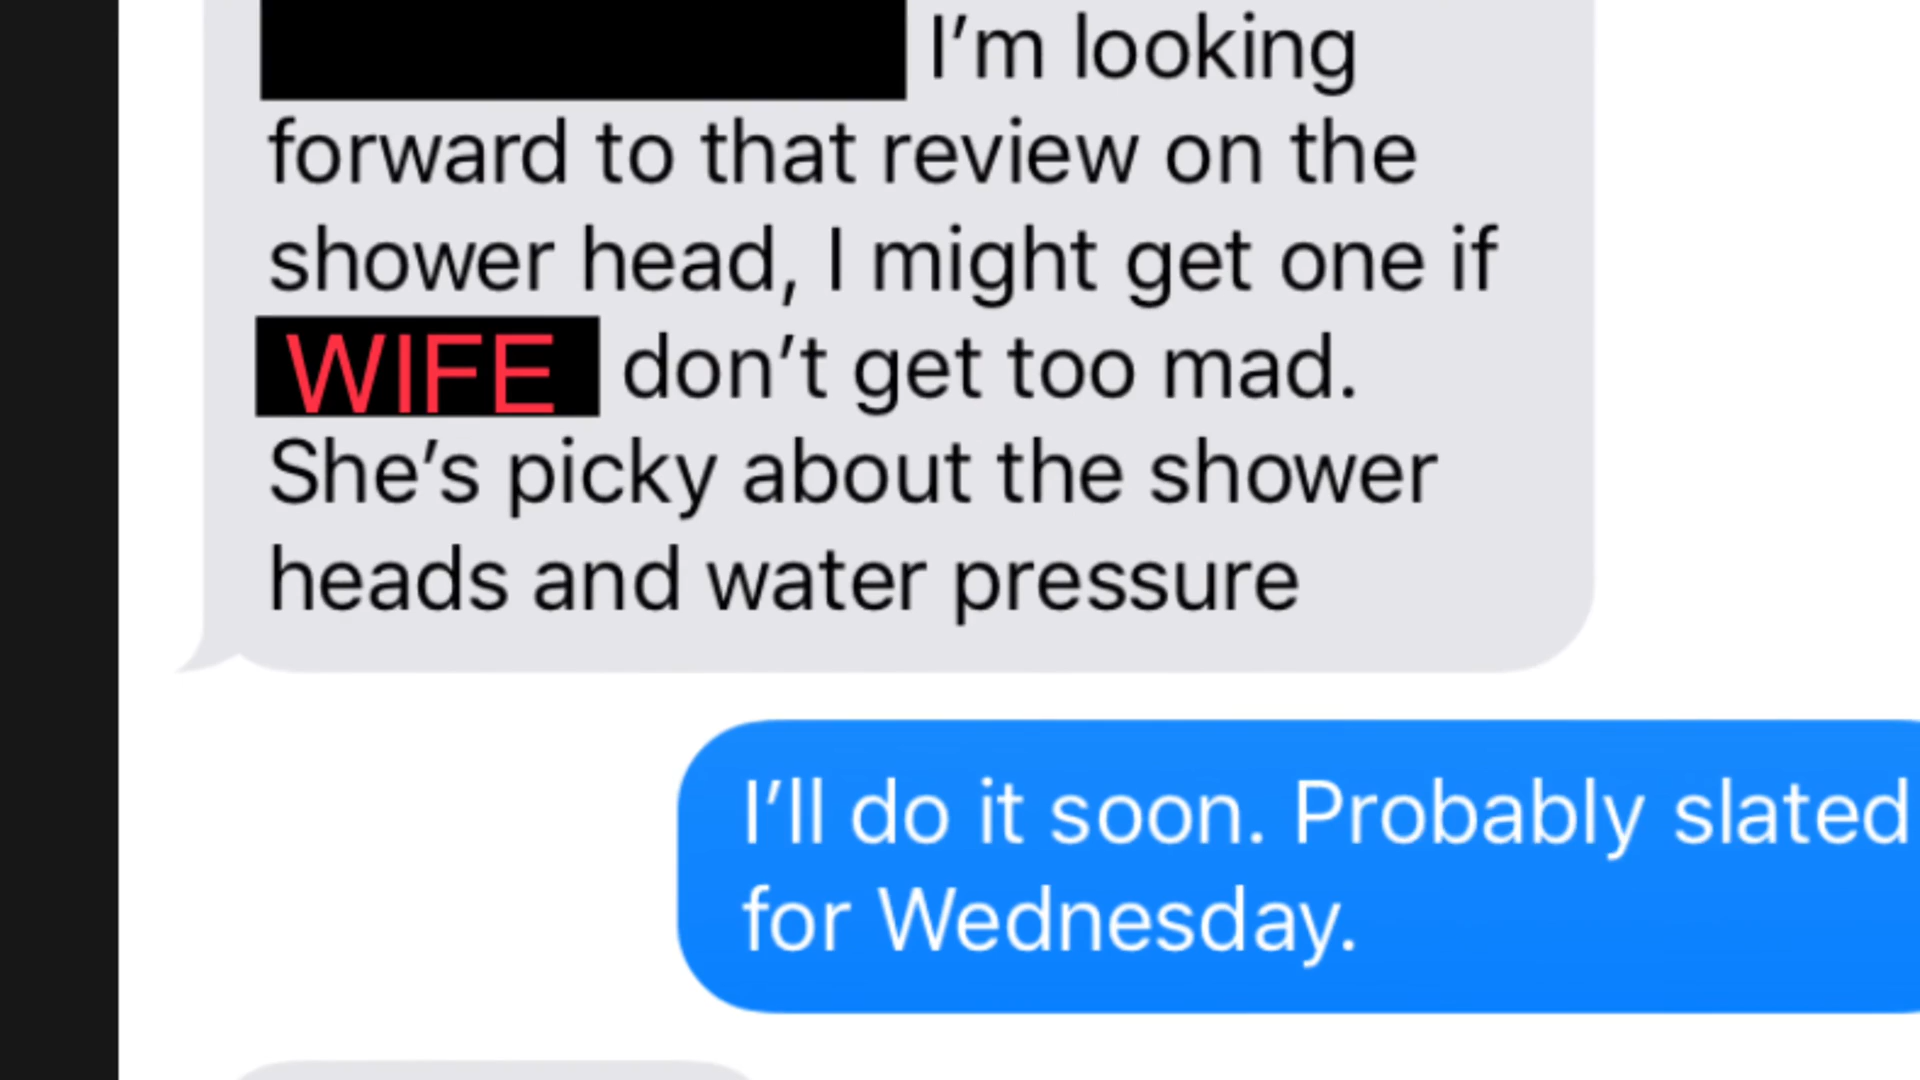 I’m looking
forward to that review on the
shower head, I might get one if
WIFE don’t get too mad.
She’s picky about the shower
heads and water pressure
I’ll do it soon. Probably slated
for Wednesday.